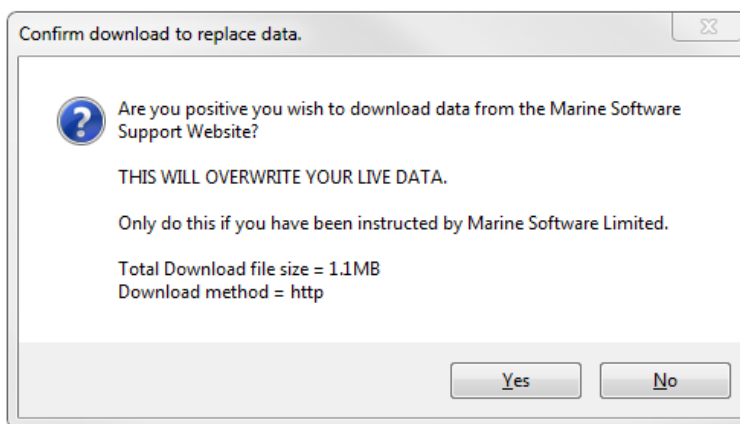 Confirm download to replace data.
Are you positive you wish to download data from the Marine Software
Support Website?
THIS WILL OVERWRITE YOUR LIVE DATA.
Only do this if you have been instructed by Marine Software Limited.
Total Download file size = 1.1MB
Download method = http
Yes
No